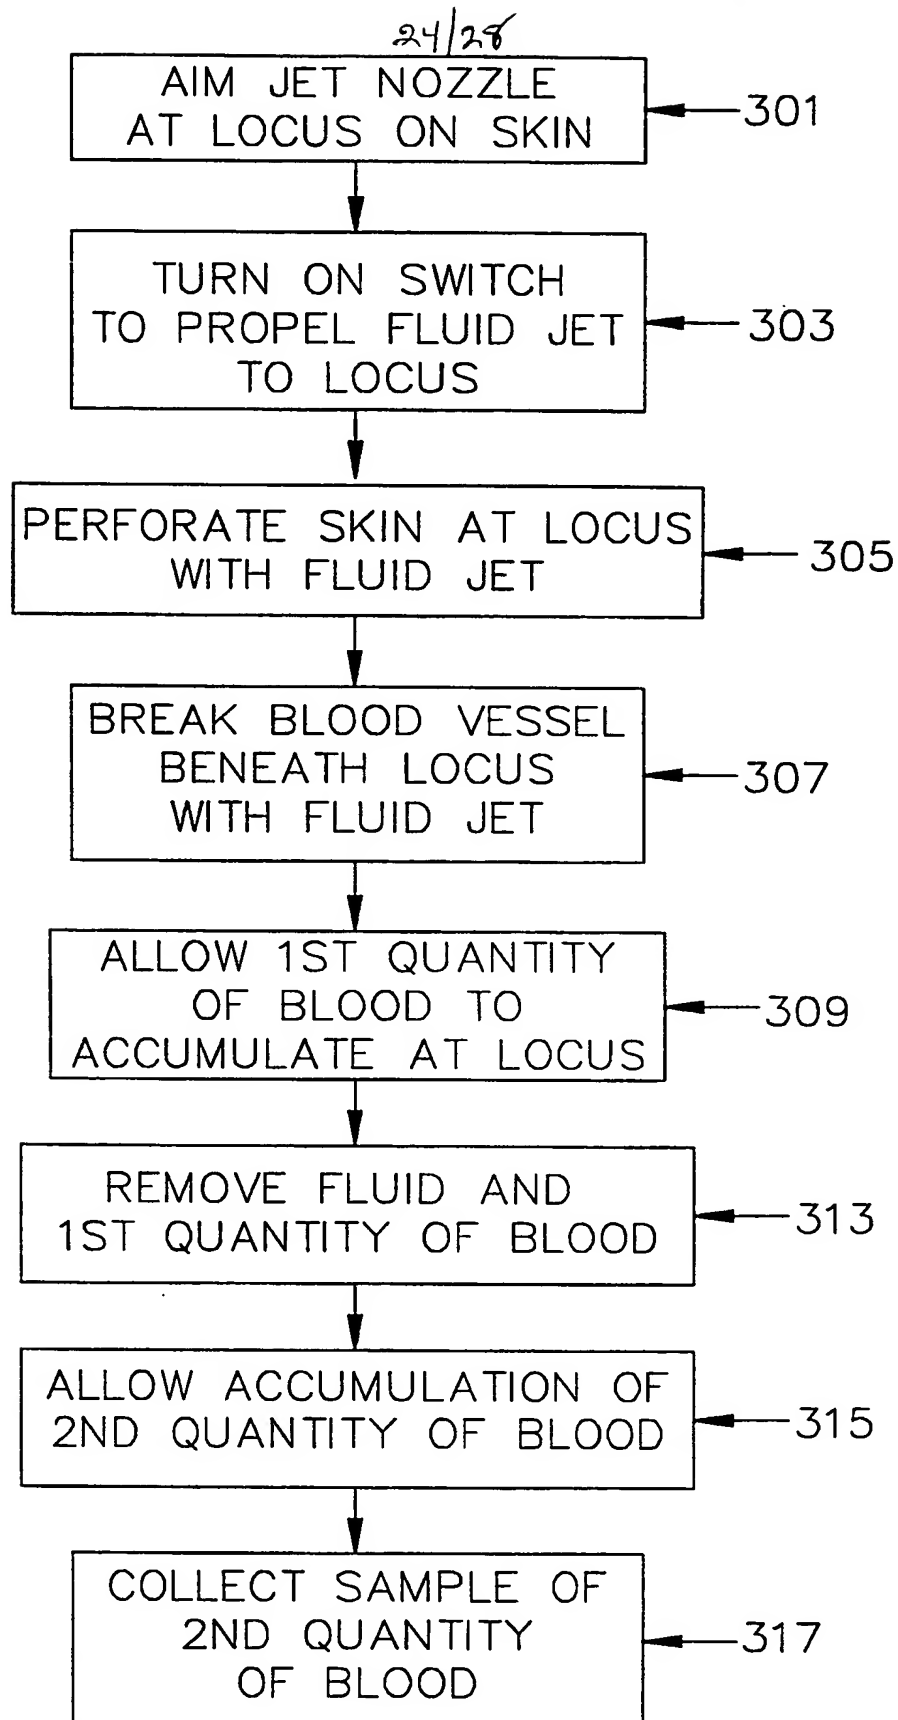 24/28
AIM JET NOZZLE
AT LOCUS ON SKIN
301
TURN ON SWITCH
TO PROPEL FLUID JET
TO LOCUS
303
PERFORATE SKIN AT LOCUS
WITH FLUID JET
305
BREAK BLOOD VESSEL
BENEATH LOCUS
WITH FLUID JET
307
ALLOW 1ST QUANTITY
OF BLOOD TO
ACCUMULATE AT LOCUS
309
REMOVE FLUID AND
1ST QUANTITY OF BLOOD
313
ALLOW ACCUMULATION OF
2ND QUANTITY OF BLOOD
315
COLLECT SAMPLE OF
2ND QUANTITY
OF BLOOD
317